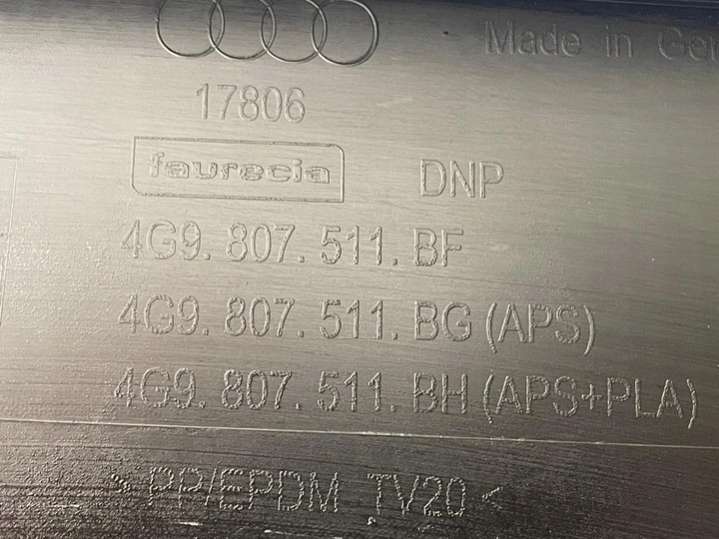 Made in Ge
17806
faurecia DNP
4G9. 807. 511. BF
4G9. 807. 511. BG (APS)
4G9. 807. 511. BH (APS+PLA)
> PP/EPDM TV20 <